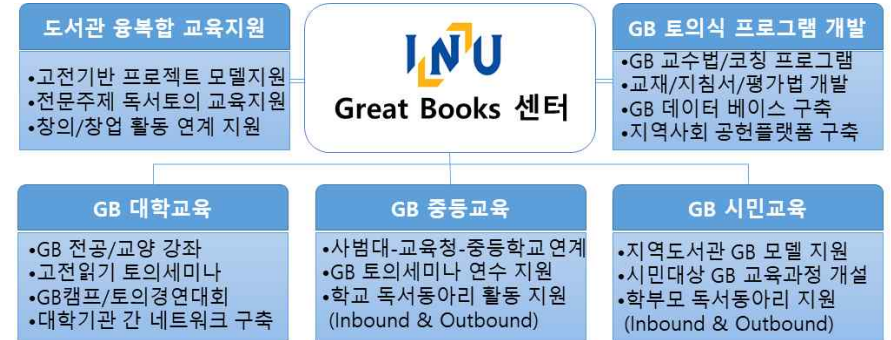 도서관 융복합 교육지원
•고전기반 프로젝트 모델지원
•전문주제 독서토의 교육지원
•창의/창업 활동 연계 지원
INU
Great Books 센터
GB 토의식 프로그램 개발
•GB 교수법/코칭 프로그램
•교재/지침서/평가법 개발
•GB 데이터 베이스 구축
•지역사회 공헌플랫폼 구축
GB 대학교육
•GB 전공/교양 강좌
•고전읽기 토의세미나
•GB캠프/토의경연대회
•대학기관 간 네트워크 구축
GB 중등교육
•사범대-교육청-중등학교연계
•GB 토의세미나 연수 지원
•학교 독서동아리 활동 지원
(Inbound & Outbound)
GB 시민교육
•지역도서관 GB 모델 지원
•시민대상 GB 교육과정 개설
•학부모 독서동아리 지원
(Inbound & Outbound)